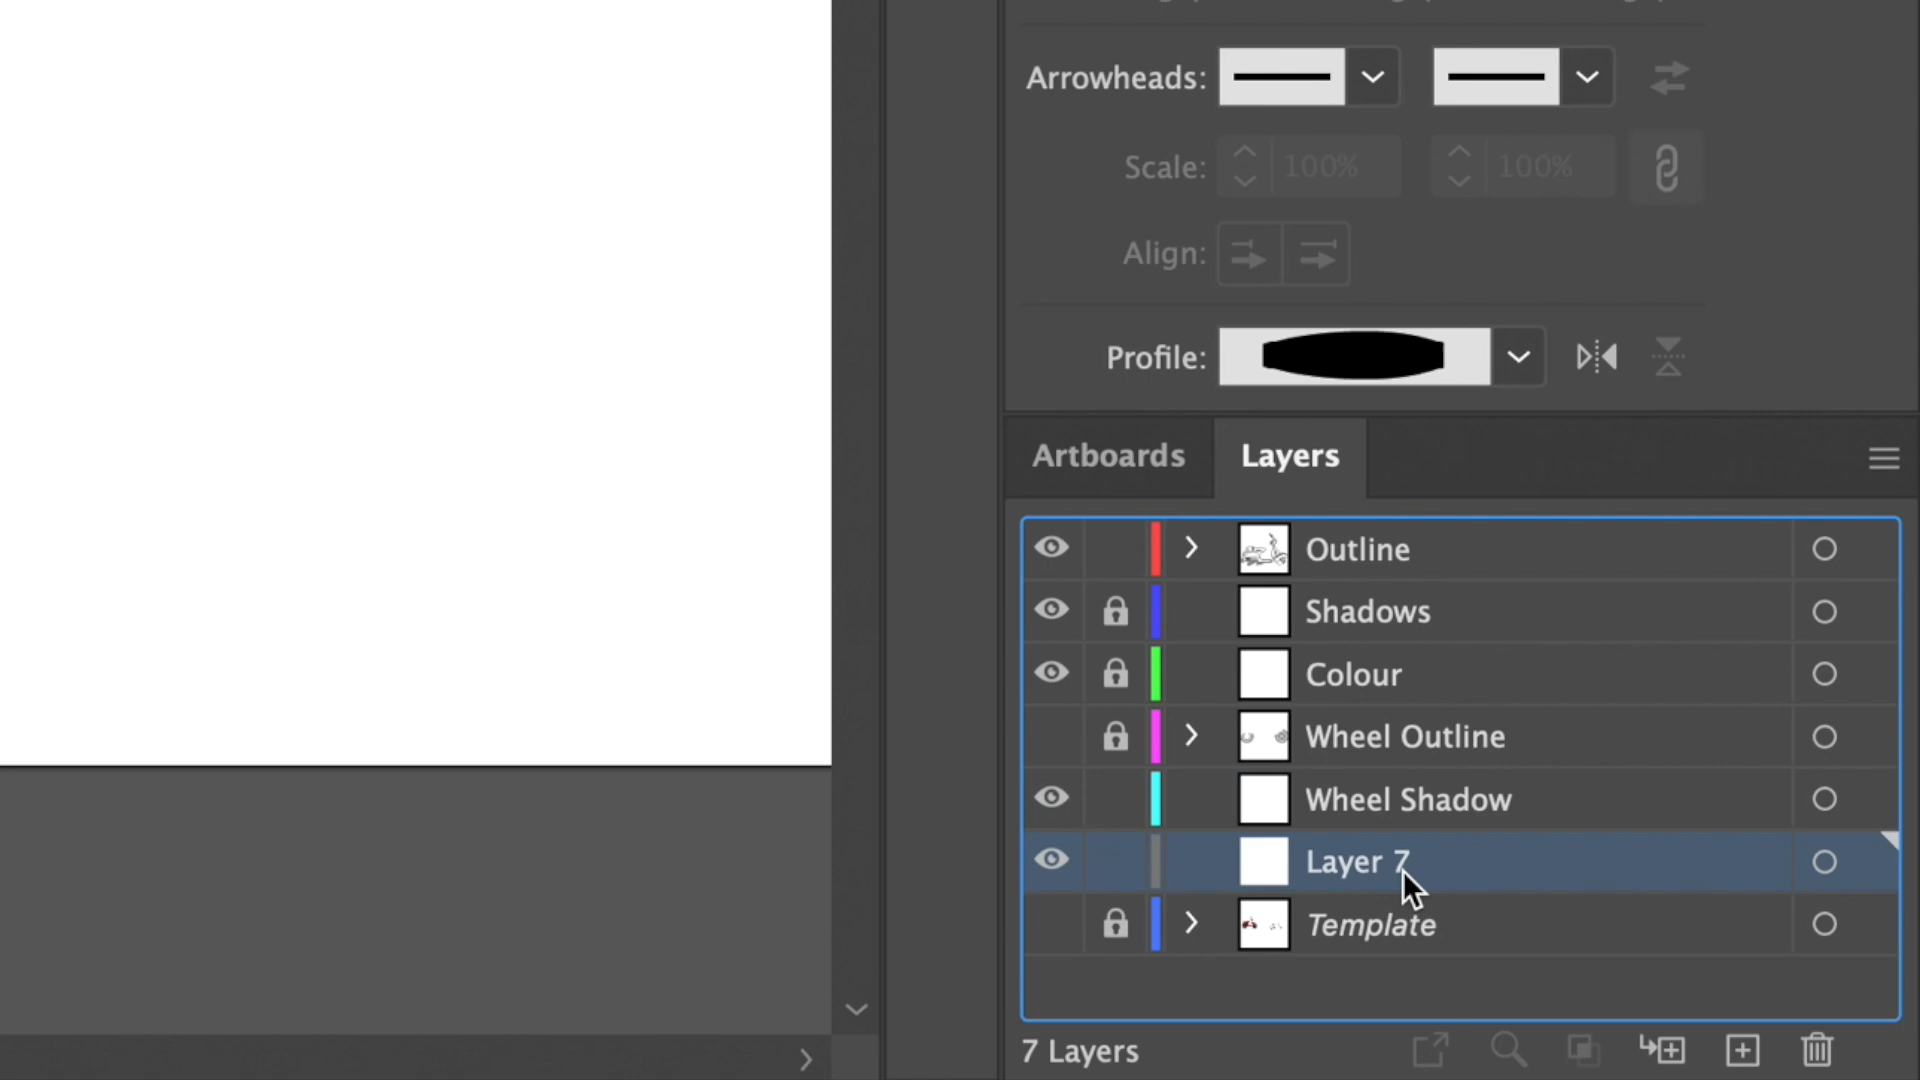 Arrowheads:
Scale: 100% 100%
Align:
Profile:
Artboards Layers
Outline
Shadows
Colour
Wheel Outline
Wheel Shadow
Layer 7
Template
7 Layers